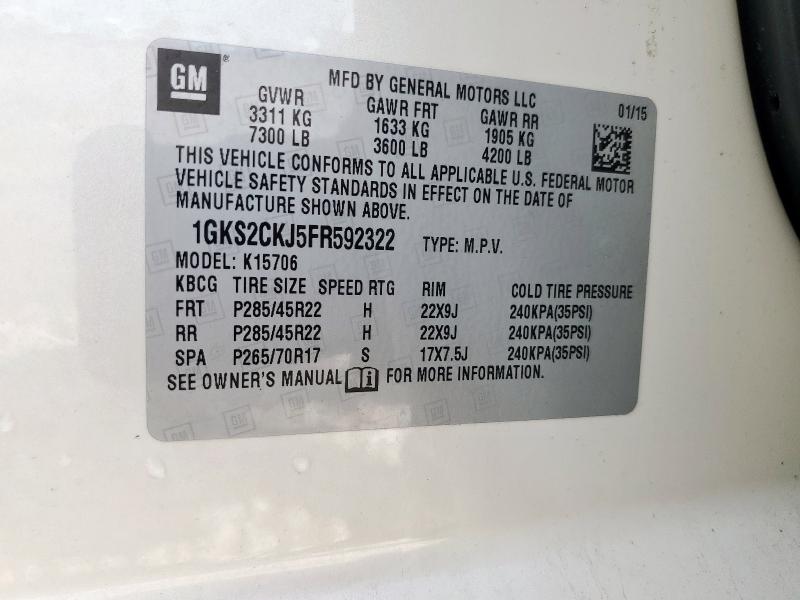 GM®
MFD BY GENERAL MOTORS LLC
01/15
GVWR GAWR FRT GAWR RR
3311 KG 1633 KG 1905 KG
7300 LB 3600 LB 4200 LB
THIS VEHICLE CONFORMS TO ALL APPLICABLE U.S. FEDERAL MOTOR
VEHICLE SAFETY STANDARDS IN EFFECT ON THE DATE OF
MANUFACTURE SHOWN ABOVE.
1GKS2CKJ5FR592322 TYPE: M.P.V.
MODEL: K15706
KBCG TIRE SIZE SPEED RTG RIM COLD TIRE PRESSURE
FRT P285/45R22 H 22X9J 240KPA(35PSI)
RR P285/45R22 H 22X9J 240KPA(35PSI)
SPA P265/70R17 S 17X7.5J 240KPA(35PSI)
SEE OWNER'S MANUAL i FOR MORE INFORMATION.